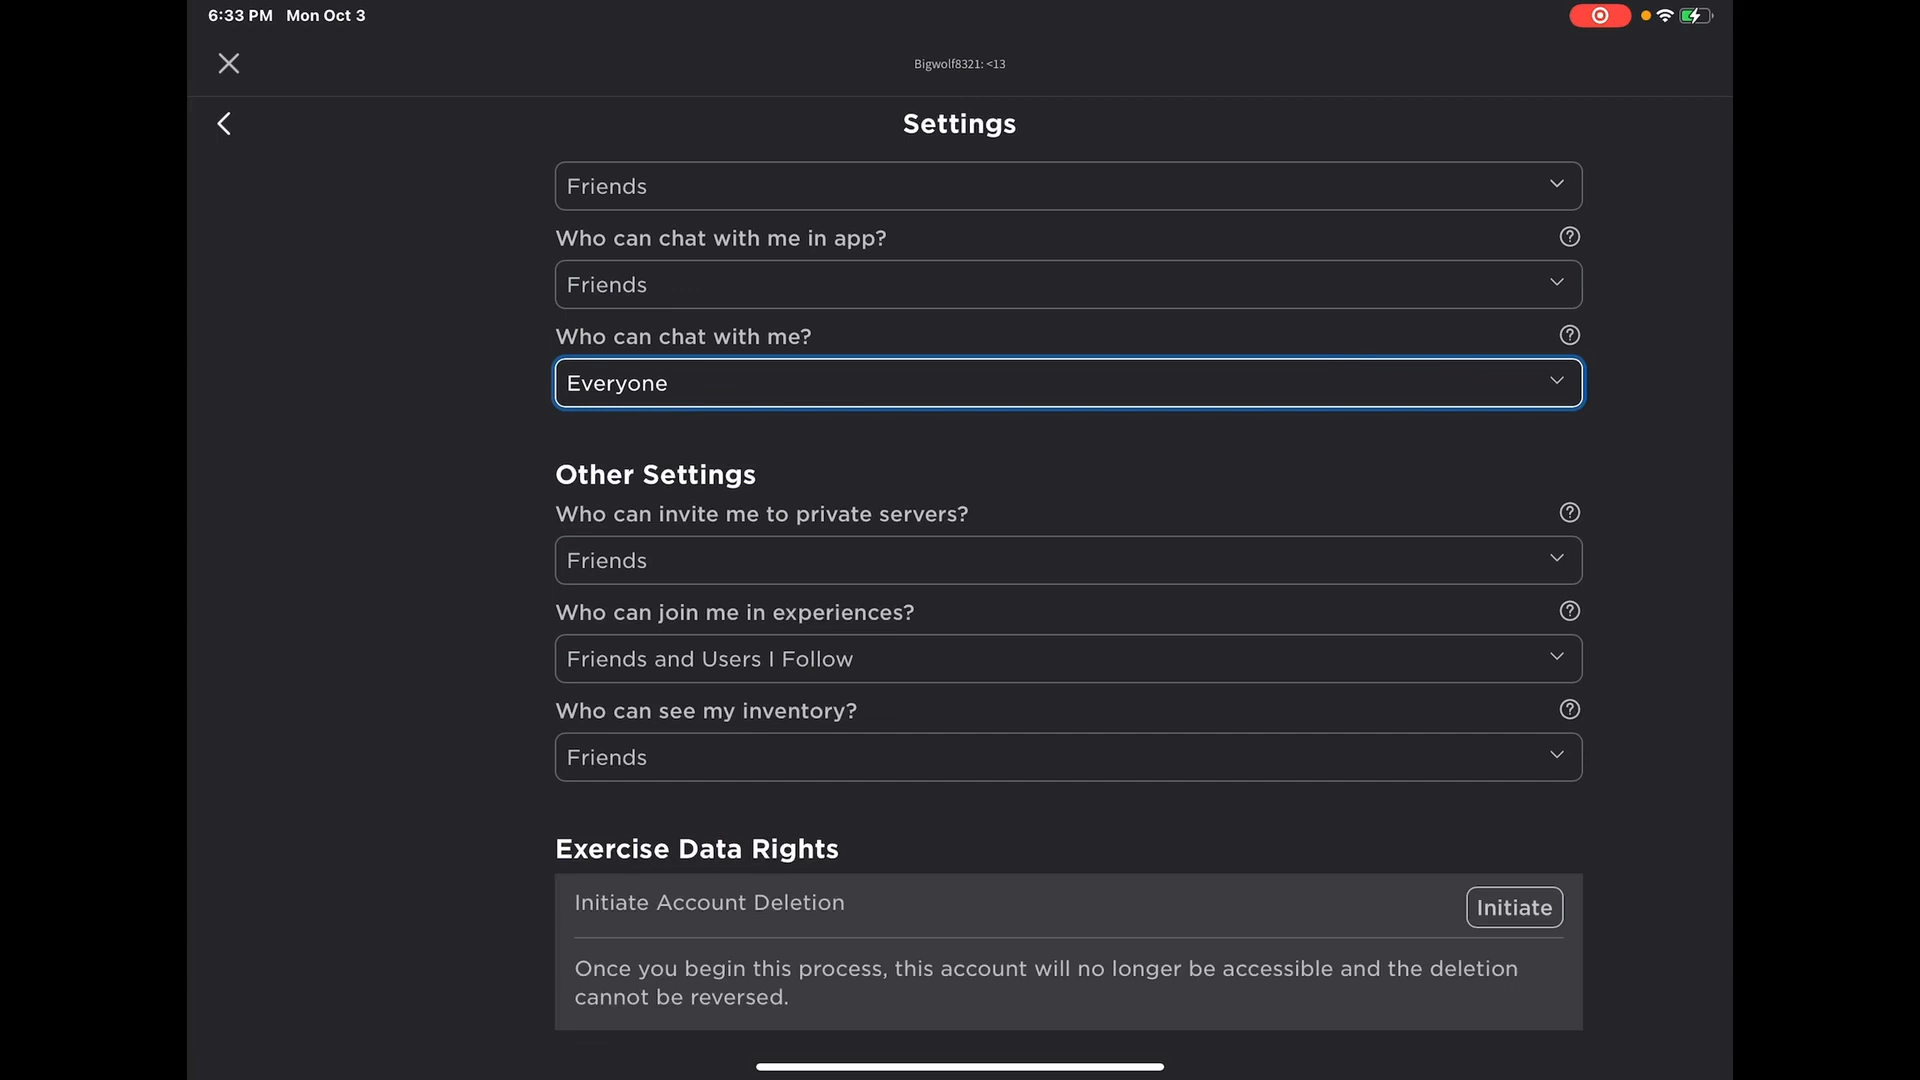 6:33 PM Mon Oct 3
Bigwolf8321: <13
Settings
Friends
Who can chat with me in app?
Friends
Who can chat with me?
Everyone
Other Settings
Who can invite me to private servers?
Friends
Who can join me in experiences?
Friends and Users I Follow
Who can see my inventory?
Friends
Exercise Data Rights
Initiate Account Deletion
Initiate
Once you begin this process, this account will no longer be accessible and the deletion
cannot be reversed.